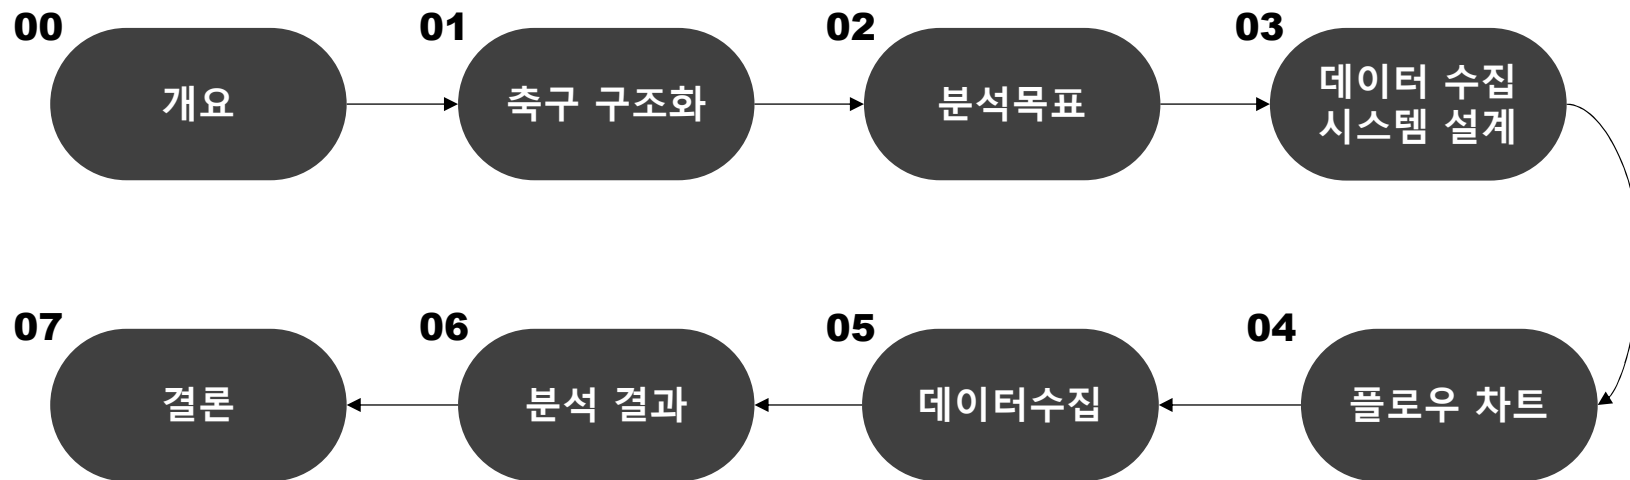 00
개요
01
축구 구조화
02
분석목표
03
데이터 수집
시스템 설계
04
플로우 차트
05
데이터수집
06
분석 결과
07
결론